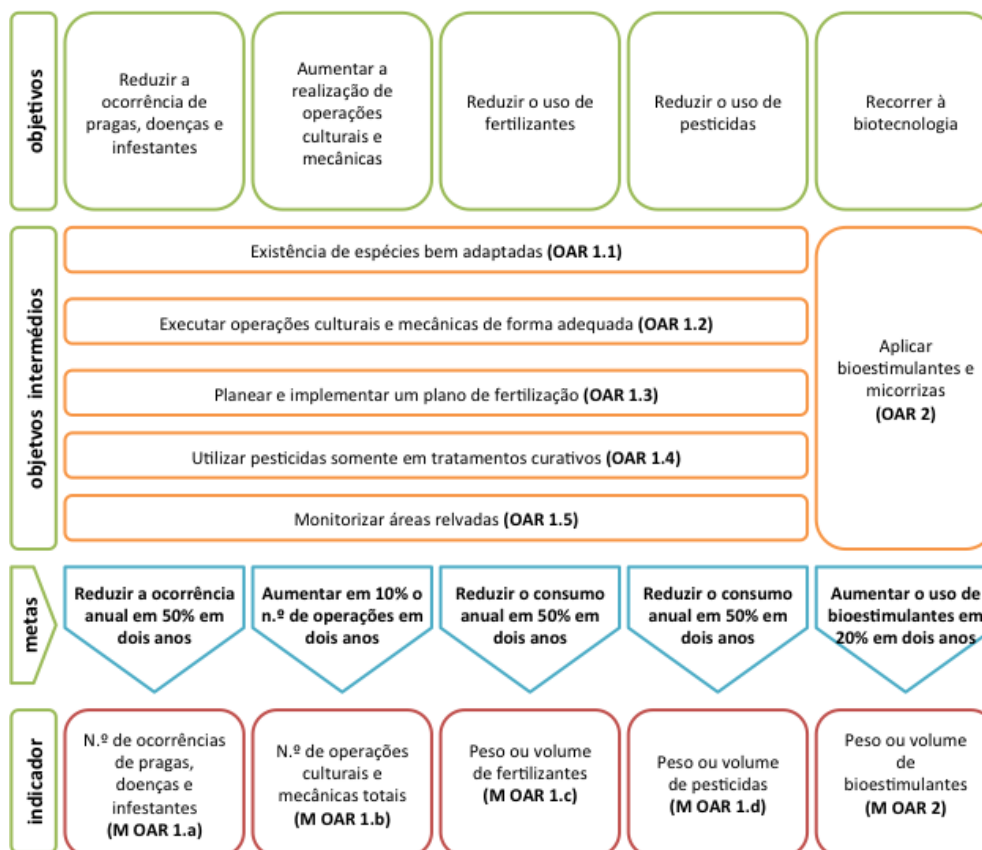 objetivos
Reduzir a
ocorrência de
pragas, doenças e
infestantes
Aumentar a
realização de
operações
culturais e
mecânicas
Reduzir o uso de
fertilizantes
Reduzir o uso de
pesticidas
Recorrer à
biotecnologia
objetvos intermédios
Existência de espécies bem adaptadas (OAR 1.1)
Executar operações culturais e mecânicas de forma adequada (OAR 1.2)
Planear e implementar um plano de fertilização (OAR 1.3)
Utilizar pesticidas somente em tratamentos curativos (OAR 1.4)
Monitorizar áreas relvadas (OAR 1.5)
Aplicar
bioestimulantes e
micorrizas
(OAR 2)
metas
Reduzir a ocorrência
anual em 50% em
dois anos
Aumentar em 10% o
n.º de operações em
dois anos
Reduzir o consumo
anual em 50% em
dois anos
Reduzir o consumo
anual em 50% em
dois anos
Aumentar o uso de
bioestimulantes em
20% em dois anos
indicador
N.º de ocorrências
de pragas,
doenças e
infestantes
(M OAR 1.a)
N.º de operações
culturais e
mecânicas totais
(M OAR 1.b)
Peso ou volume
de fertilizantes
(M OAR 1.c)
Peso ou volume
de pesticidas
(M OAR 1.d)
Peso ou volume
de
bioestimulantes
(M OAR 2)